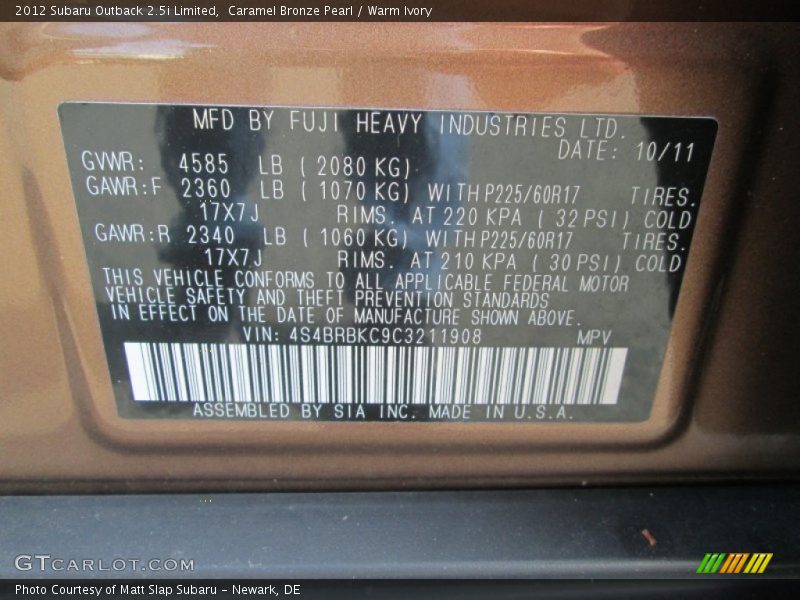 2012 Subaru Outback 2.5i Limited,  Caramel Bronze Pearl / Warm Ivory
MFD BY FUJI HEAVY INDUSTRIES LTD.
DATE: 10/11
GVWR: 4585 LB ( 2080 KG)
GAWR:F 2360 LB ( 1070 KG) WITH P225/60R17 TIRES.
17X7J RIMS. AT 220 KPA ( 32 PSI) COLD
GAWR:R 2340 LB ( 1060 KG) WITH P225/60R17 TIRES.
17X7J RIMS. AT 210 KPA ( 30 PSI) COLD
THIS VEHICLE CONFORMS TO ALL APPLICABLE FEDERAL MOTOR
VEHICLE SAFETY AND THEFT PREVENTION STANDARDS
IN EFFECT ON THE DATE OF MANUFACTURE SHOWN ABOVE.
VIN: 4S4BRBKC9C3211908 MPV
ASSEMBLED BY SIA INC. MADE IN U.S.A.
GTCARLOT.COM
Photo Courtesy of Matt Slap Subaru - Newark, DE